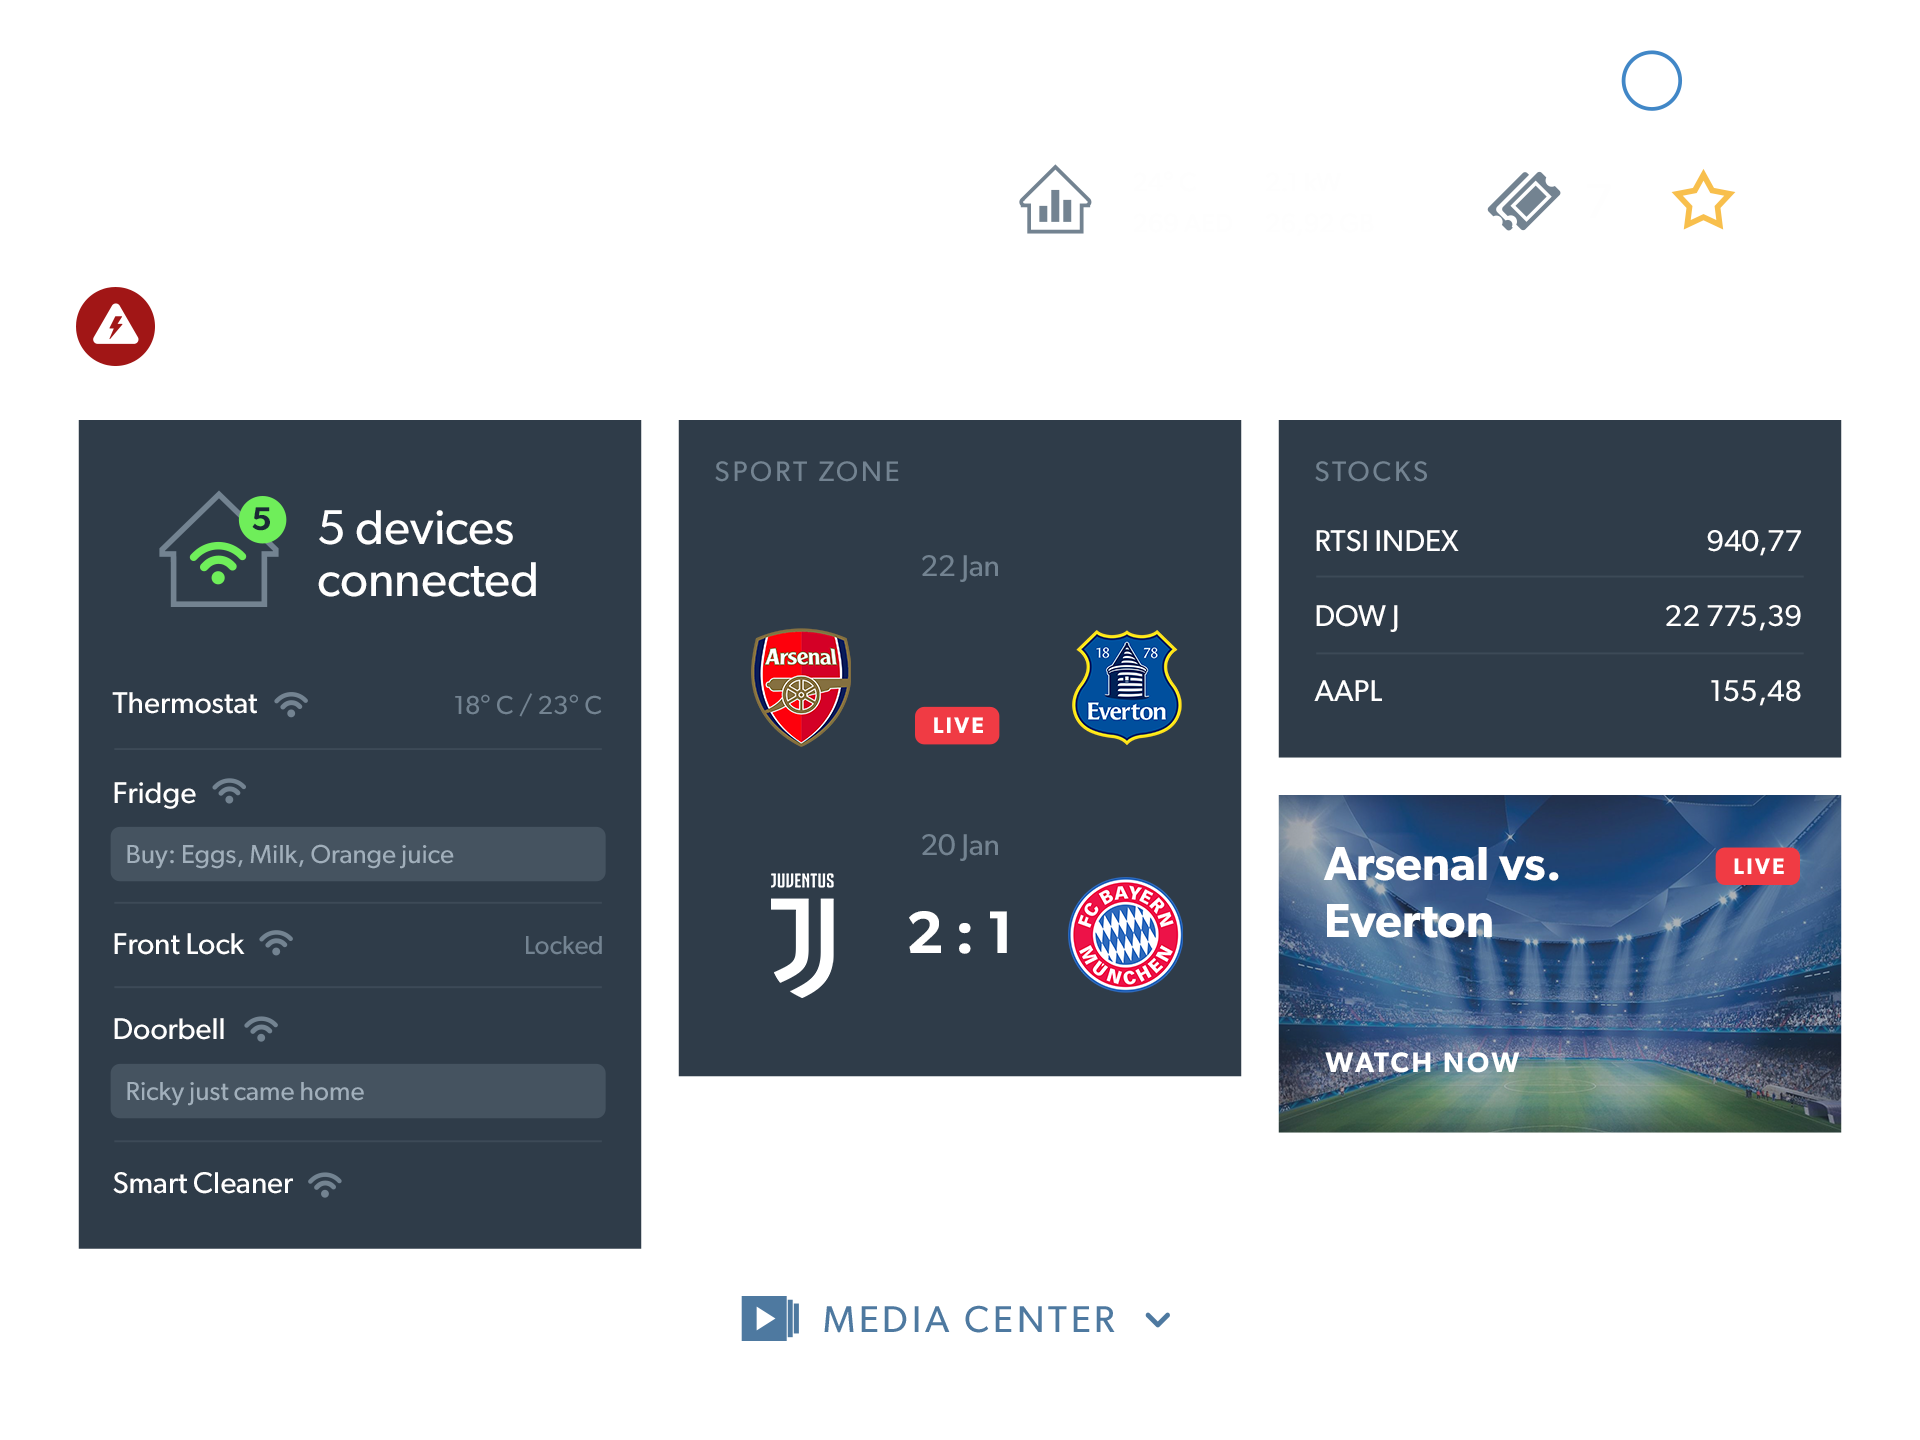 5
5 devices
connected
Thermostat
18° C / 23° C
Fridge
Buy: Eggs, Milk, Orange juice
Front Lock
Locked
Doorbell
Ricky just came home
Smart Cleaner
SPORT ZONE
22 Jan
Arsenal
LIVE
18 78
Everton
20 Jan
JUVENTUS
2 : 1
FC BAYERN
MÜNCHEN
STOCKS
RTSI INDEX
940,77
DOW J
22 775,39
AAPL
155,48
Arsenal vs.
Everton
LIVE
WATCH NOW
MEDIA CENTER